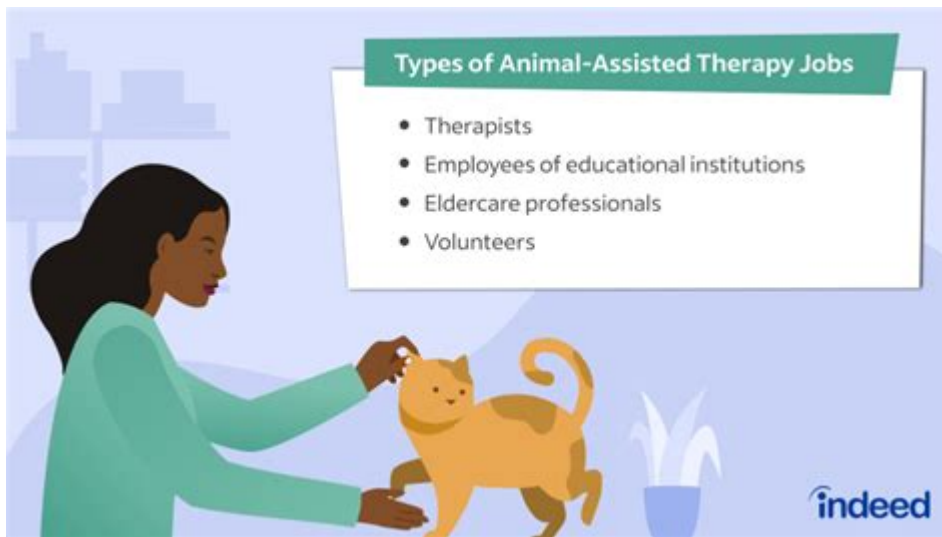 Types of Animal-Assisted Therapy Jobs
• Therapists
• Employees of educational institutions
• Eldercare professionals
• Volunteers
indeed